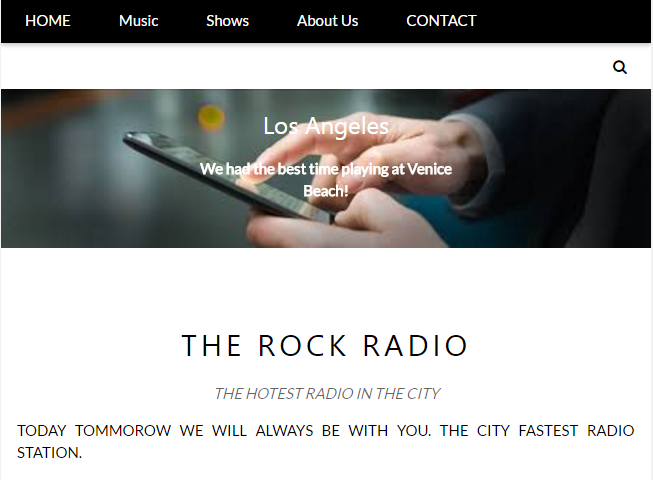 HOME Music Shows About Us CONTACT
Los Angeles
We had the best time playing at Venice
Beach!
THE ROCK RADIO
THE HOTEST RADIO IN THE CITY
TODAY TOMMOROW WE WILL ALWAYS BE WITH YOU. THE CITY FASTEST RADIO
STATION.